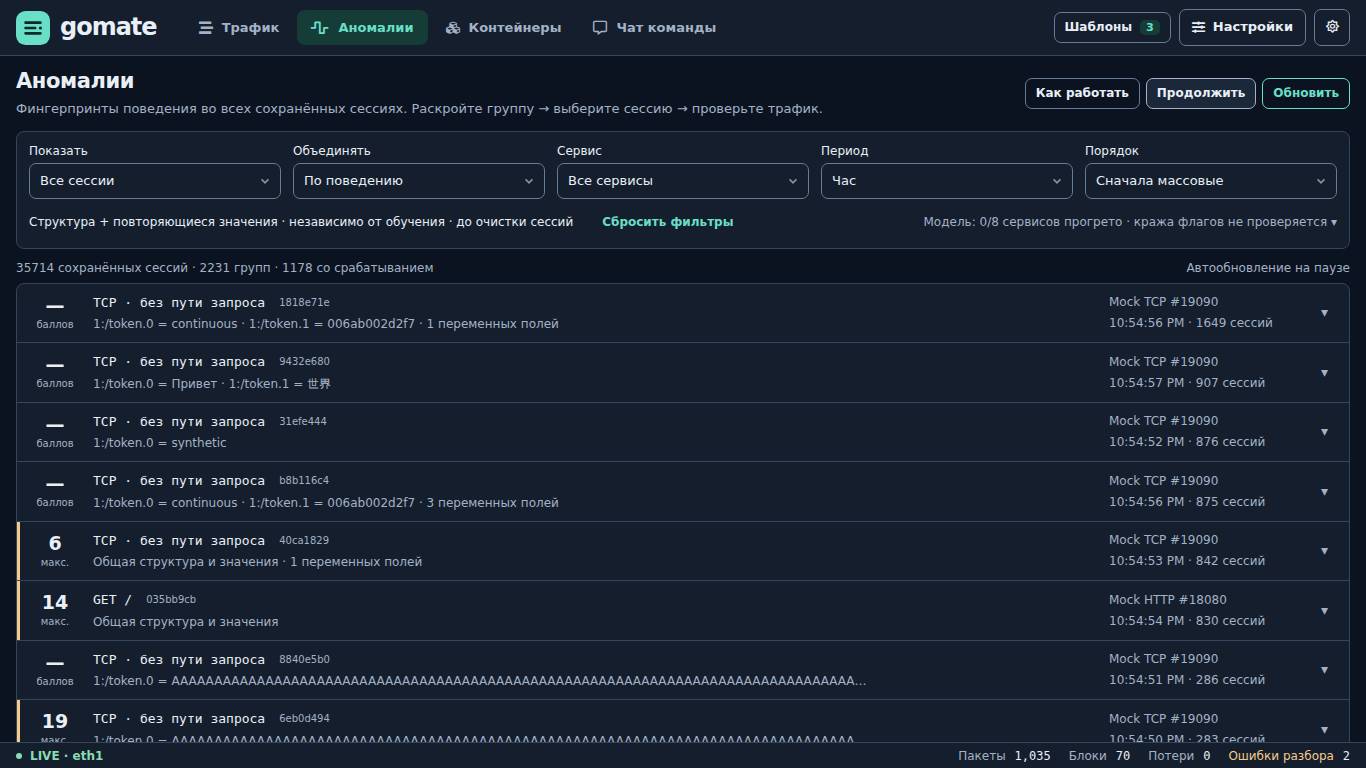 gomate Трафик Аномалии Контейнеры Чат команды Шаблоны 3 Настройки
Аномалии
Фингерпринты поведения во всех сохранённых сессиях. Раскройте группу → выберите сессию → проверьте трафик.
Как работать Продолжить Обновить
Показать Объединять Сервис Период Порядок
Все сессии По поведению Все сервисы Час Сначала массовые
Структура + повторяющиеся значения · независимо от обучения · до очистки сессий Сбросить фильтры Модель: 0/8 сервисов прогрето · кража флагов не проверяется ▾
35714 сохранённых сессий · 2231 групп · 1178 со срабатыванием Автообновление на паузе
— TCP · без пути запроса 1818e71e Mock TCP #19090
баллов 1:/token.0 = continuous · 1:/token.1 = 006ab002d2f7 · 1 переменных полей 10:54:56 PM · 1649 сессий ▼
— TCP · без пути запроса 9432e680 Mock TCP #19090
баллов 1:/token.0 = Привет · 1:/token.1 = 世界 10:54:57 PM · 907 сессий ▼
— TCP · без пути запроса 31efe444 Mock TCP #19090
баллов 1:/token.0 = synthetic 10:54:52 PM · 876 сессий ▼
— TCP · без пути запроса b8b116c4 Mock TCP #19090
баллов 1:/token.0 = continuous · 1:/token.1 = 006ab002d2f7 · 3 переменных полей 10:54:56 PM · 875 сессий ▼
6 TCP · без пути запроса 40ca1829 Mock TCP #19090
макс. Общая структура и значения · 1 переменных полей 10:54:53 PM · 842 сессий ▼
14 GET / 035bb9cb Mock HTTP #18080
макс. Общая структура и значения 10:54:54 PM · 830 сессий ▼
— TCP · без пути запроса 8840e5b0 Mock TCP #19090
баллов 1:/token.0 = AAAAAAAAAAAAAAAAAAAAAAAAAAAAAAAAAAAAAAAAAAAAAAAAAAAAAAAAAAAAAAAAAAAAAAAAAAAAAAAA… 10:54:51 PM · 286 сессий ▼
19 TCP · без пути запроса 6eb0d494 Mock TCP #19090
макс. 1:/token.0 = AAAAAAAAAAAAAAAAAAAAAAAAAAAAAAAAAAAAAAAAAAAAAAAAAAAAAAAAAAAAAAAAAAAAAAAAAAAAAAAA 10:54:50 PM · 283 сессий ▼
LIVE · eth1 Пакеты 1,035 Блоки 70 Потери 0 Ошибки разбора 2